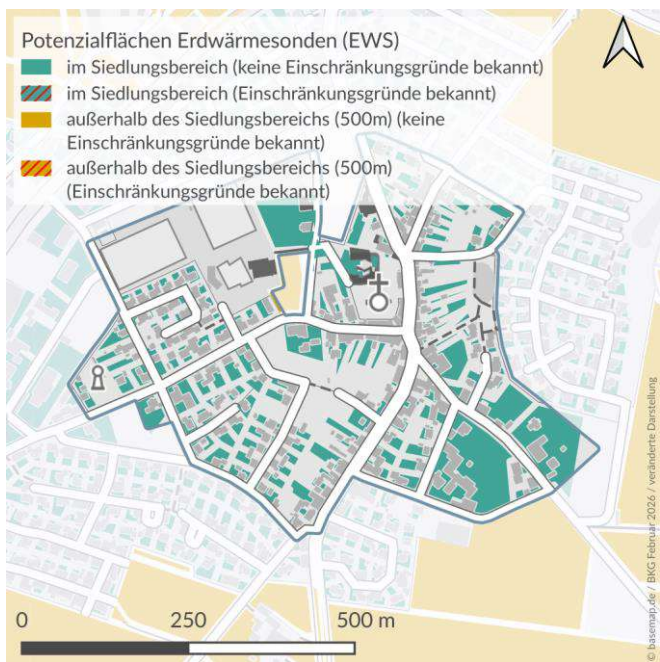 Potenzialflächen Erdwärmesonden (EWS)
im Siedlungsbereich (keine Einschränkungsgründe bekannt)
im Siedlungsbereich (Einschränkungsgründe bekannt)
außerhalb des Siedlungsbereichs (500m) (keine
Einschränkungsgründe bekannt)
außerhalb des Siedlungsbereichs (500m)
(Einschränkungsgründe bekannt)
0 250 500 m
© basemap.de / BKG Februar 2026 / veränderte Darstellung